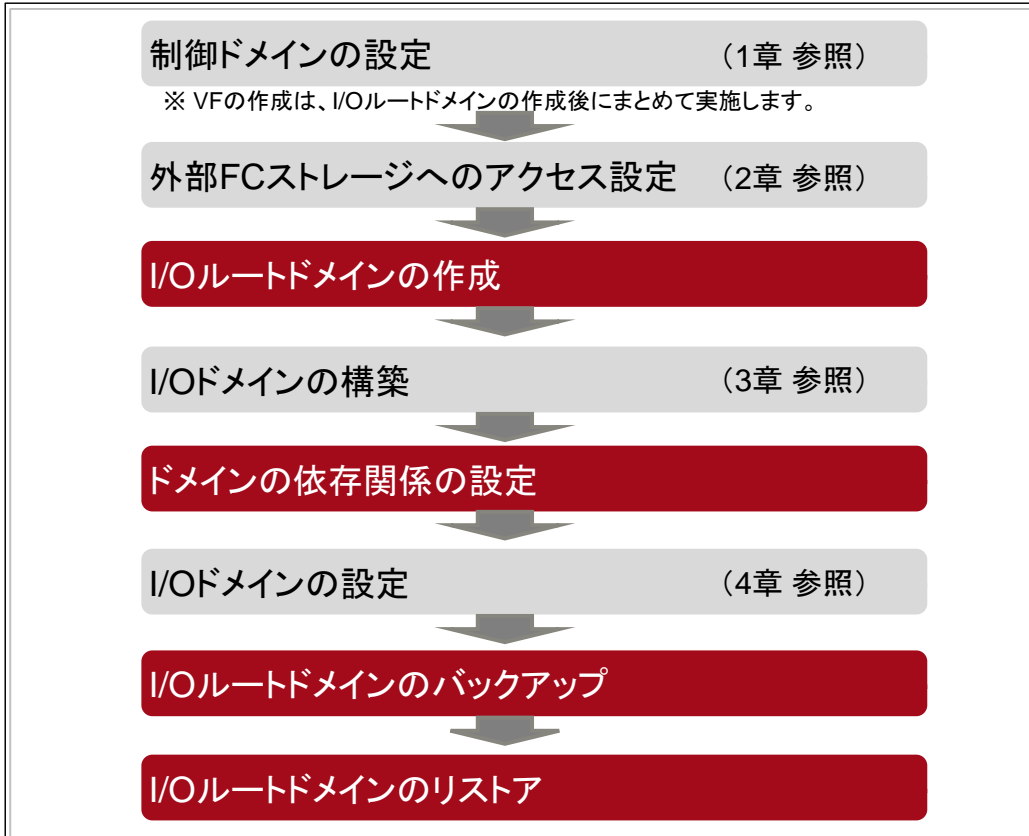 制御ドメインの設定 （1章 参照）
※ VFの作成は、I/Oルートドメインの作成後にまとめて実施します。
外部FCストレージへのアクセス設定 （2章 参照）
I/Oルートドメインの作成
I/Oドメインの構築 （3章 参照）
ドメインの依存関係の設定
I/Oドメインの設定 （4章 参照）
I/Oルートドメインのバックアップ
I/Oルートドメインのリストア